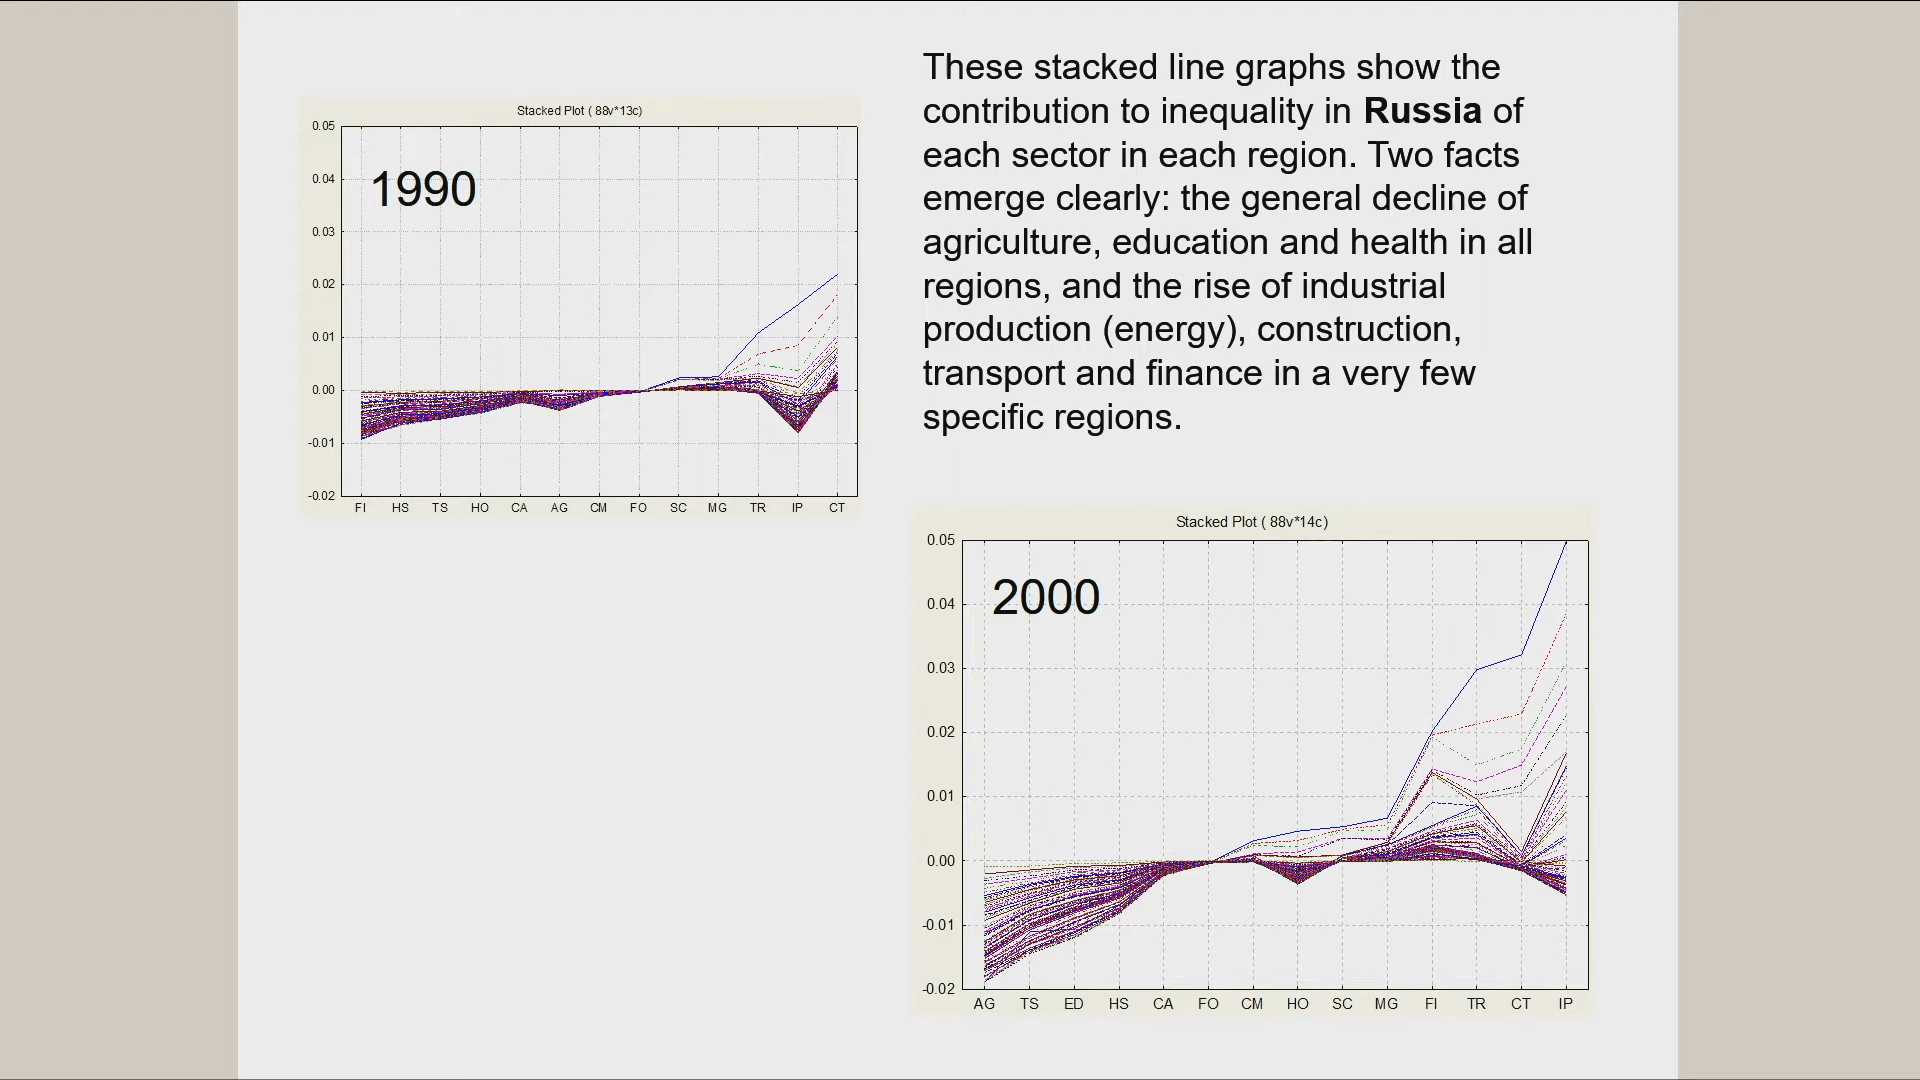 Stacked Plot ( 88v*13c)
0.05
0.04
0.03
0.02
0.01
0.00
-0.01
-0.02
1990
FI HS TS HO CA AG CM FO SC MG TR IP CT
These stacked line graphs show the
contribution to inequality in Russia of
each sector in each region. Two facts
emerge clearly: the general decline of
agriculture, education and health in all
regions, and the rise of industrial
production (energy), construction,
transport and finance in a very few
specific regions.
Stacked Plot ( 88v*14c)
0.05
0.04
0.03
0.02
0.01
0.00
-0.01
-0.02
2000
AG TS ED HS CA FO CM HO SC MG FI TR CT IP